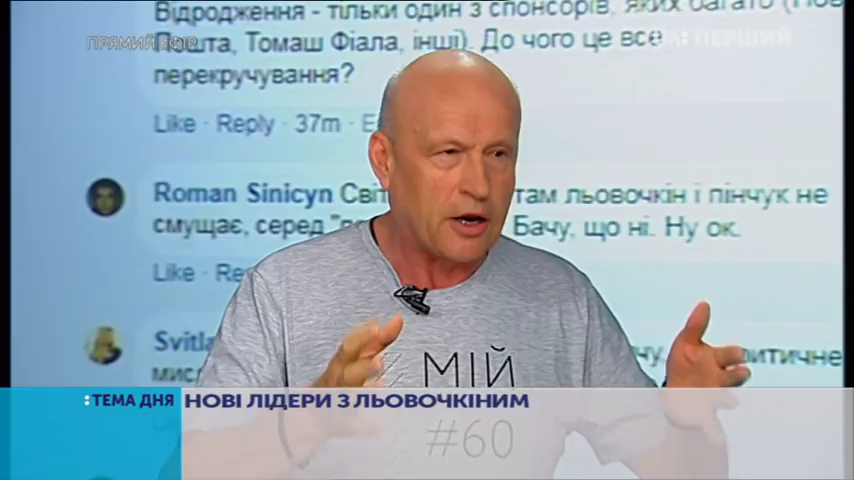 Відродження - тільки один з спонсорів, яких багато (Нова
Пошта, Томаш Фіала, інші). До чого це все
перекручування?
ПРЯМИЙ ЕФІР
: ПЕРШИЙ
Like · Reply · 37m ·
Roman Sinicyn там льовочкін і пінчук не
смущає, серед Бачу, що ні. Ну ок.
Like ·
МІЙ
#60
:ТЕМА ДНЯ
НОВІ ЛІДЕРИ З ЛЬОВОЧКІНИМ